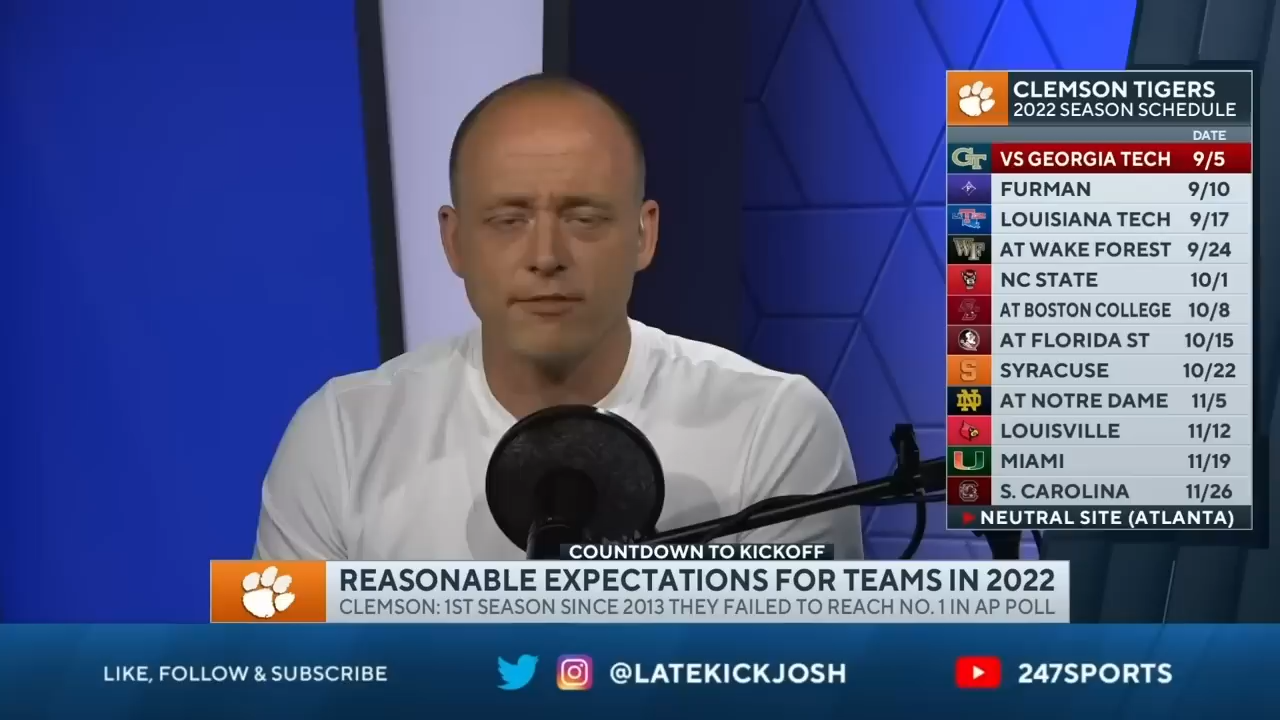 CLEMSON TIGERS
2022 SEASON SCHEDULE
DATE
GT VS GEORGIA TECH 9/5
FURMAN 9/10
LOUISIANA TECH 9/17
WF AT WAKE FOREST 9/24
NC STATE 10/1
AT BOSTON COLLEGE 10/8
AT FLORIDA ST 10/15
S SYRACUSE 10/22
ND AT NOTRE DAME 11/5
LOUISVILLE 11/12
U MIAMI 11/19
S. CAROLINA 11/26
NEUTRAL SITE (ATLANTA)
COUNTDOWN TO KICKOFF
REASONABLE EXPECTATIONS FOR TEAMS IN 2022
CLEMSON: 1ST SEASON SINCE 2013 THEY FAILED TO REACH NO. 1 IN AP POLL
LIKE, FOLLOW & SUBSCRIBE @LATEKICKJOSH 247SPORTS